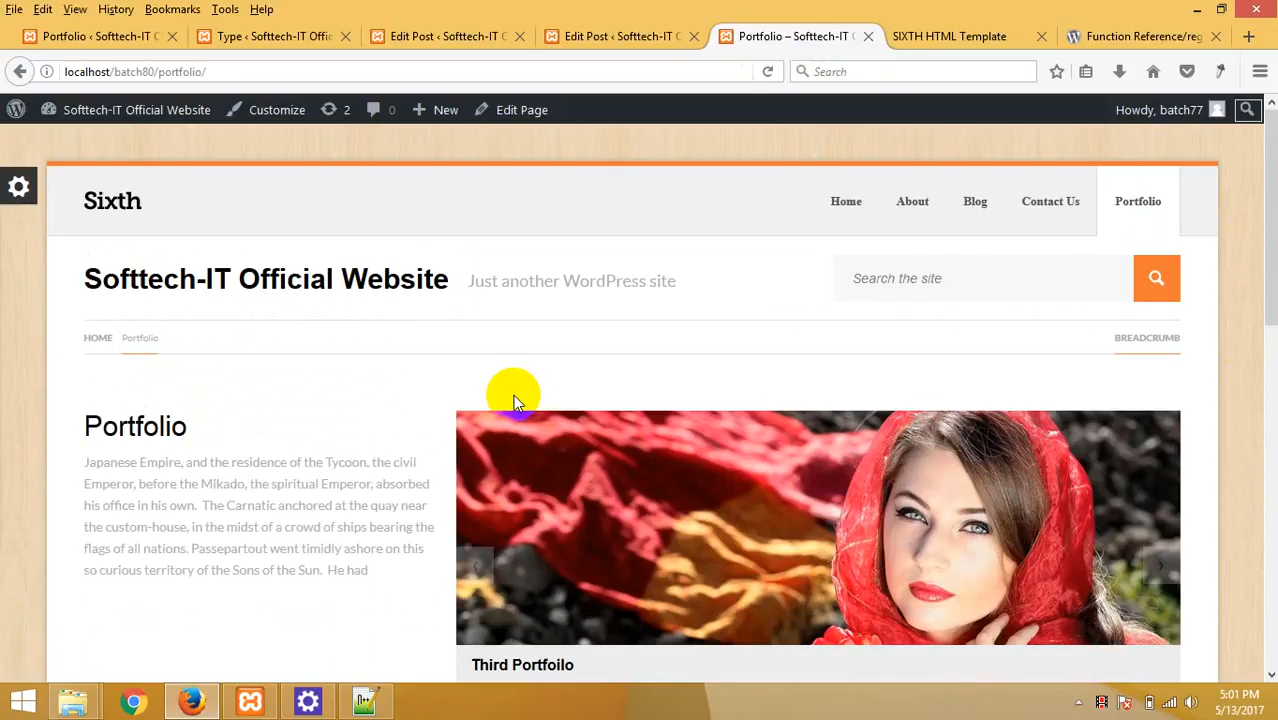 File Edit View History Bookmarks Tools Help
Portfolio ‹ Softtech-IT O
Type ‹ Softtech-IT Offic
Edit Post ‹ Softtech-IT O
Edit Post ‹ Softtech-IT O
Portfolio – Softtech-IT O
SIXTH HTML Template
Function Reference/reg
localhost/batch80/portfolio/
Search
Softtech-IT Official Website
Customize
2
0
New
Edit Page
Howdy, batch77
Sixth
Home
About
Blog
Contact Us
Portfolio
Softtech-IT Official Website
Just another WordPress site
Search the site
HOME
Portfolio
BREADCRUMB
Portfolio
Japanese Empire, and the residence of the Tycoon, the civil
Emperor, before the Mikado, the spiritual Emperor, absorbed
his office in his own.  The Carnatic anchored at the quay near
the custom-house, in the midst of a crowd of ships bearing the
flags of all nations. Passepartout went timidly ashore on this
so curious territory of the Sons of the Sun.  He had
Third Portfoilo
5:01 PM
5/13/2017